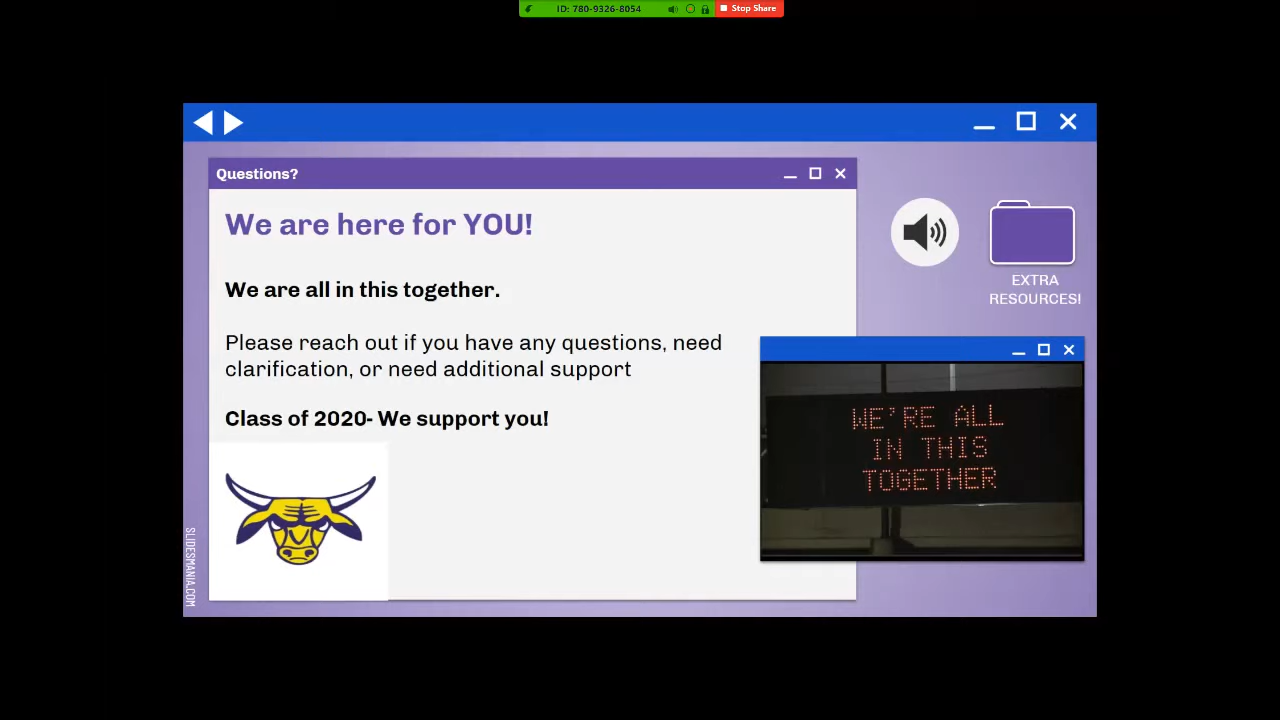 ID: 780-9326-8054
Stop Share
Questions?
We are here for YOU!
We are all in this together.
Please reach out if you have any questions, need
clarification, or need additional support
Class of 2020- We support you!
EXTRA
RESOURCES!
WE'RE ALL
IN THIS
TOGETHER
SLIDESMANIA.COM